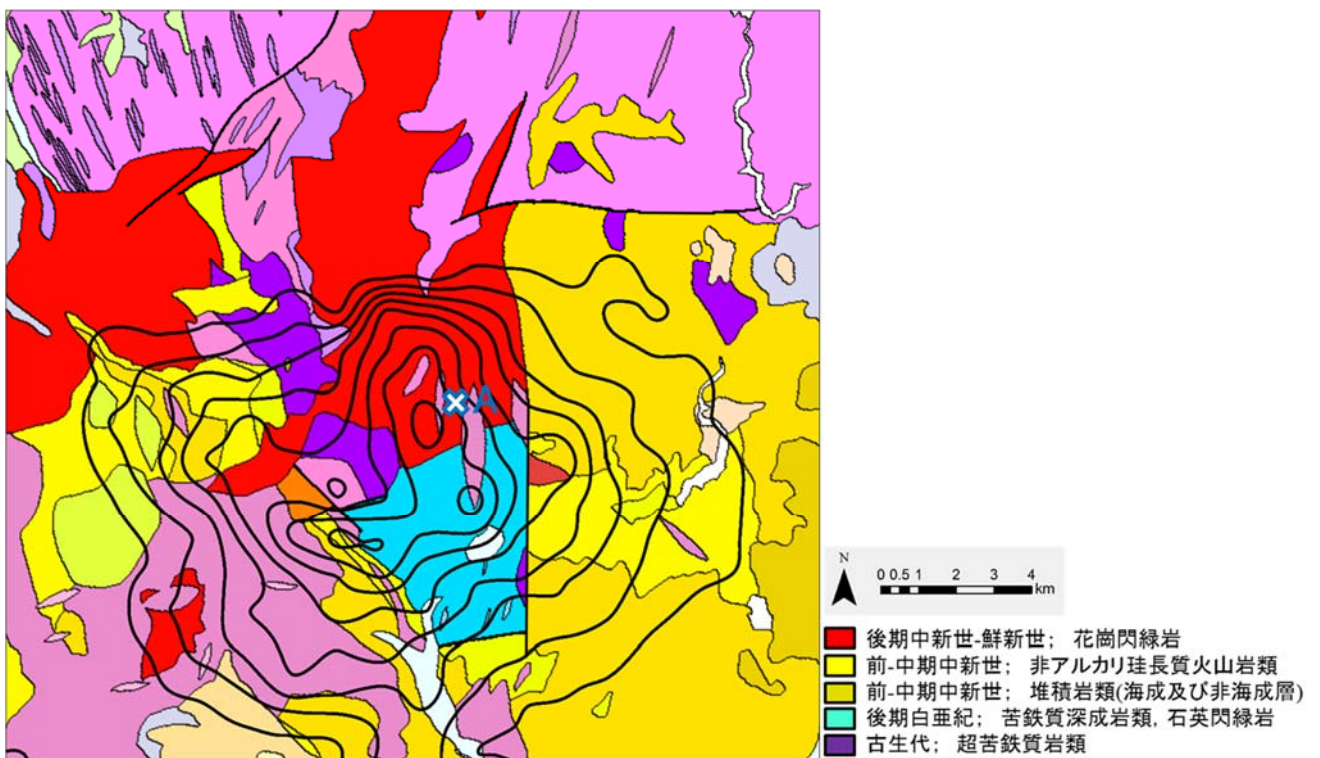 A
N
0 0.5 1 2 3 4
km
後期中新世-鮮新世； 花崗閃緑岩
前-中期中新世； 非アルカリ珪長質火山岩類
前-中期中新世； 堆積岩類(海成及び非海成層)
後期白亜紀； 苦鉄質深成岩類, 石英閃緑岩
古生代； 超苦鉄質岩類